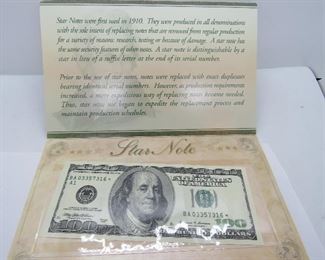 Star Notes were first used in 1910. They were produced in all denominations
with the sole intent of replacing notes that are removed from regular production
for a variety of reasons: research, testing or because of damage. A star note has
the same security features of other notes. A star note is distinguishable by a
star in lieu of a suffix letter at the end of its serial number.
Prior to the use of star notes, notes were replaced with exact duplicates
bearing identical serial numbers. However, as production requirements
increased, a more expeditious way of replacing notes became needed.
Thus, star notes were begun to expedite the replacement process and
maintain production schedules.
Star Note
BA 03357316 *
A1
100
BA 03357316 *
100
100